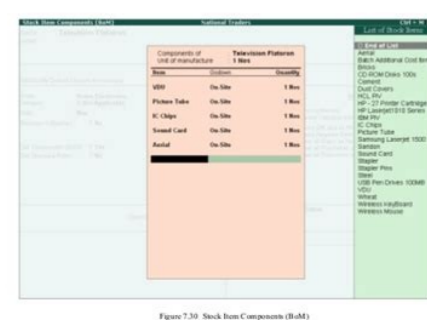 Stock Item Components (BoM) National Traders Ctrl + M
List of Stock Items
Components of Television Flatoron
Unit of manufacture 1 Nos
Item Godown Quantity
VDU On-Site 1 Nos
Picture Tube On-Site 1 Nos
IC Chips On-Site 1 Nos
Sound Card On-Site 1 Nos
Aerial On-Site 1 Nos
End of List
Aerial
Batch Additional Cost Item
Bricks
CD ROM Disks 100s
Cement
Dust Covers
HCL PIV
HP - 27 Printer Cartridge
HP Laserjet1010 Series
IBM PIV
IC Chips
Picture Tube
Samsung Laserjet 1500
Sound Card
Stapler
Stapler Pins
Steel
USB Pen Drives 100MB
VDU
Wheat
Wireless KeyBoard
Wireless Mouse
Figure 7.30 Stock Item Components (BoM)